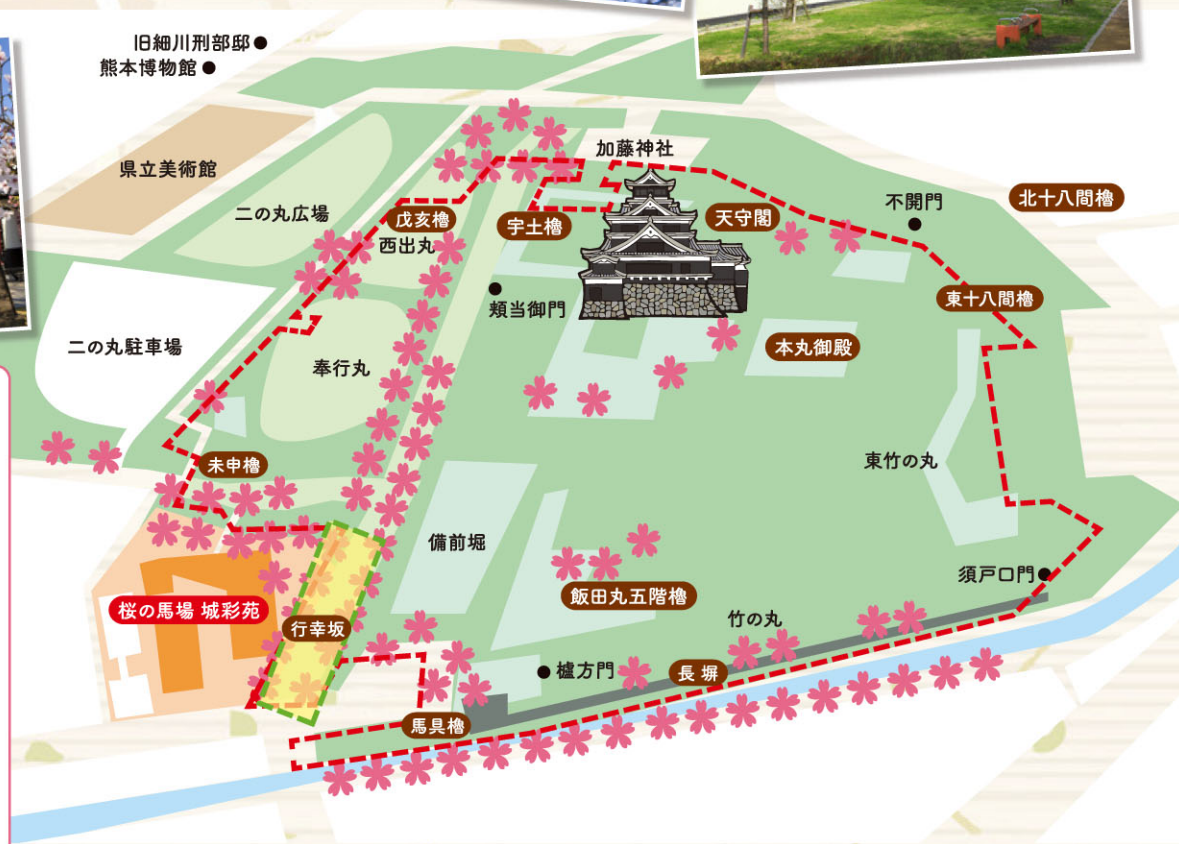 旧細川刑部邸
熊本博物館
県立美術館
加藤神社
二の丸広場
戊亥櫓
宇土櫓
天守閣
不開門
北十八間櫓
西出丸
頬当御門
東十八間櫓
二の丸駐車場
奉行丸
本丸御殿
未申櫓
東竹の丸
備前堀
須戸口門
桜の馬場 城彩苑
行幸坂
飯田丸五階櫓
竹の丸
櫨方門
長塀
馬具櫓